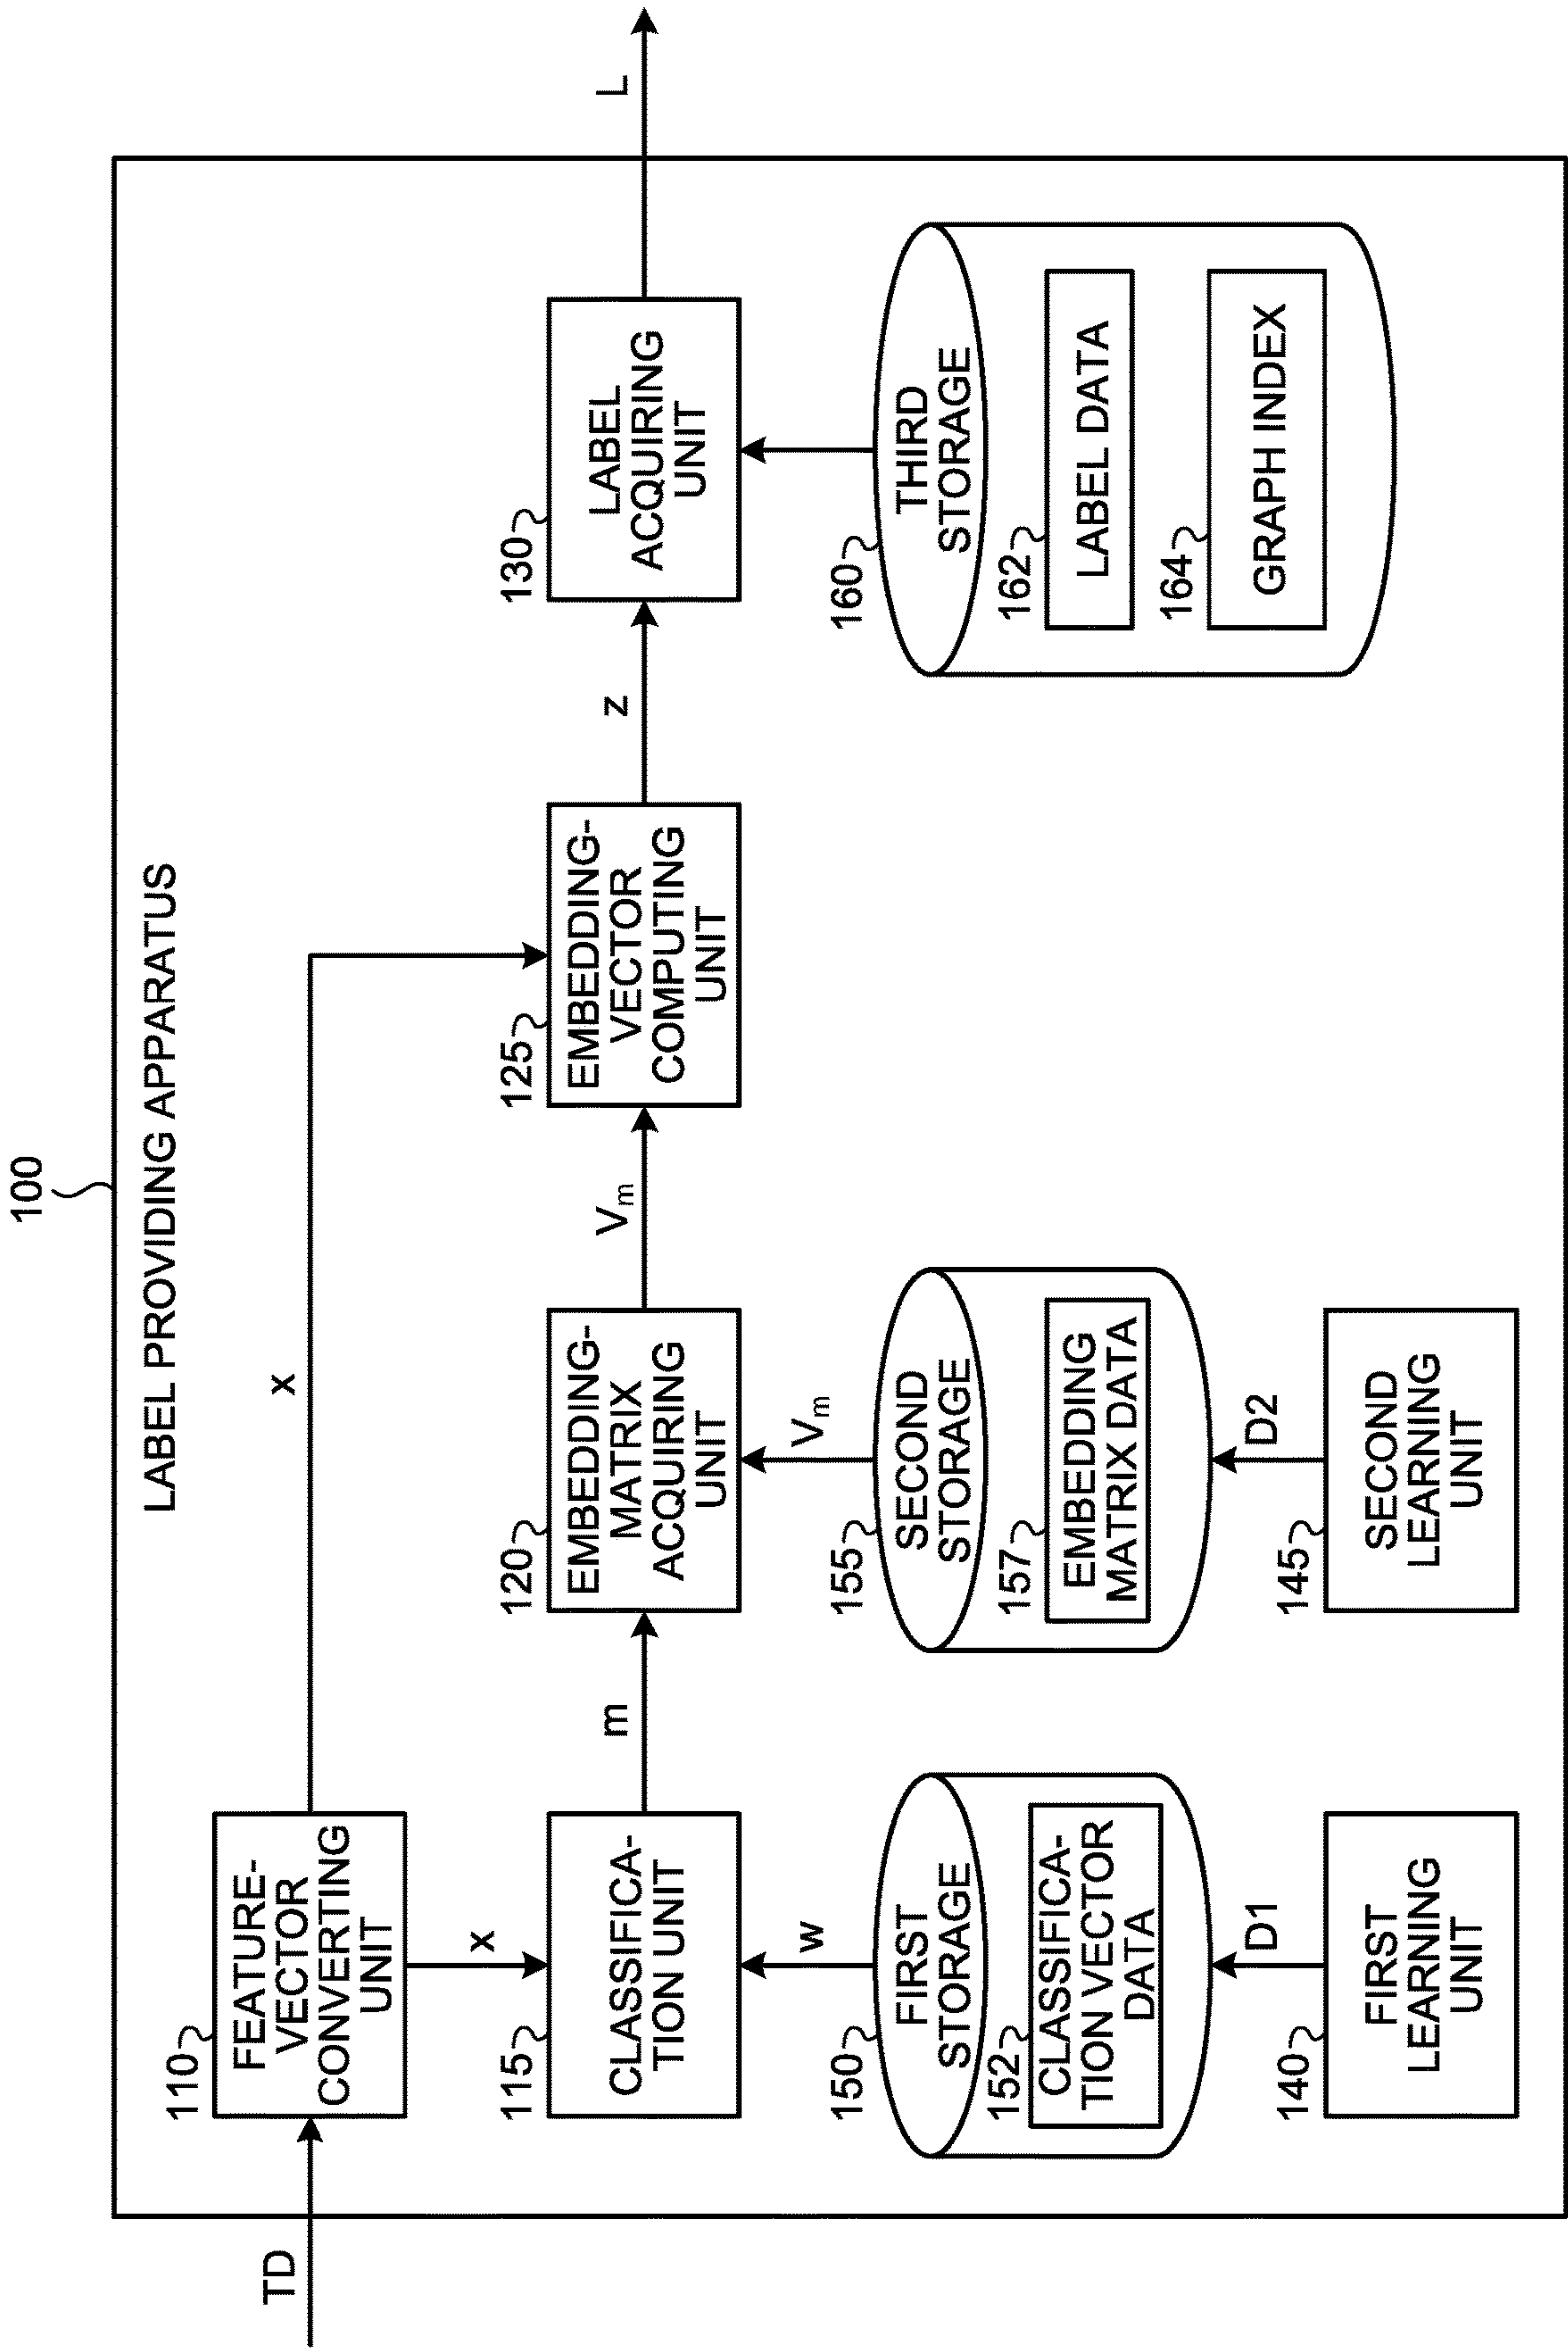 100
LABEL PROVIDING APPARATUS
TD
110
FEATURE-
VECTOR
CONVERTING
UNIT
x
x
115
CLASSIFICA-
TION UNIT
m
120
EMBEDDING-
MATRIX
ACQUIRING
UNIT
Vm
125
EMBEDDING-
VECTOR
COMPUTING
UNIT
z
130
LABEL
ACQUIRING
UNIT
L
w
150
FIRST
STORAGE
152
CLASSIFICA-
TION VECTOR
DATA
D1
140
FIRST
LEARNING
UNIT
Vm
155
SECOND
STORAGE
157
EMBEDDING
MATRIX DATA
D2
145
SECOND
LEARNING
UNIT
160
THIRD
STORAGE
162
LABEL DATA
164
GRAPH INDEX